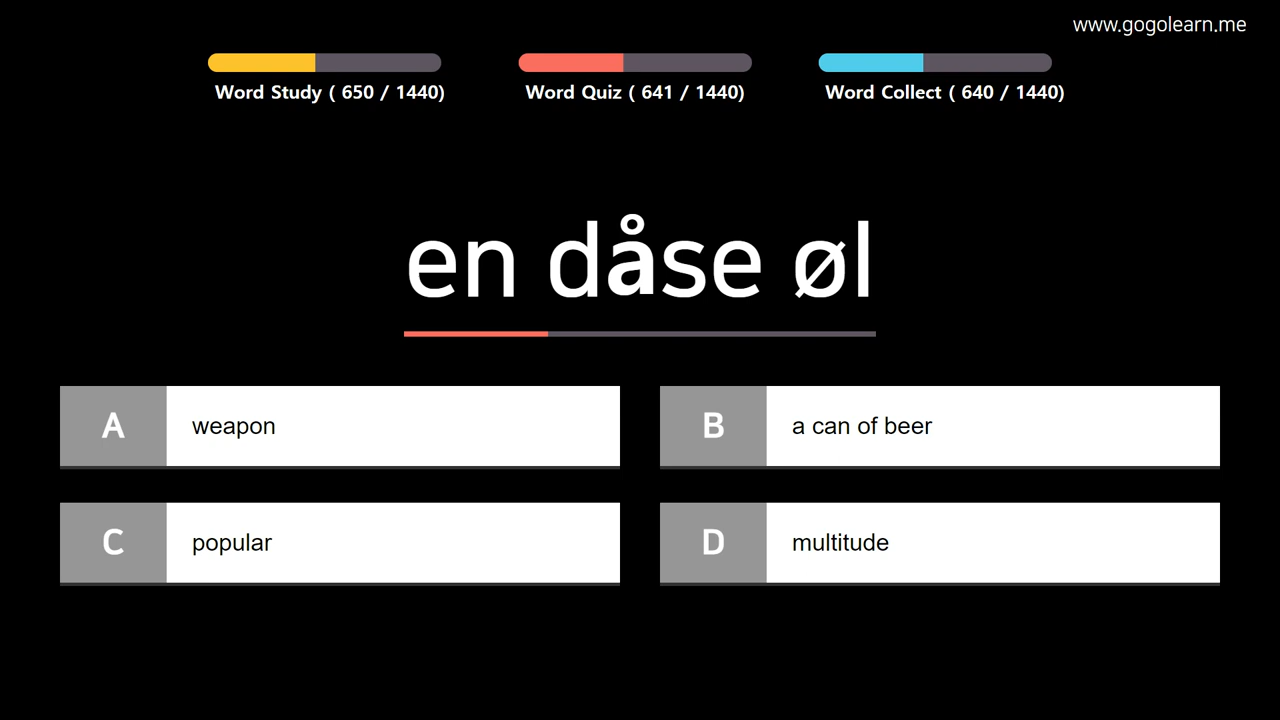 www.gogolearn.me
Word Study ( 650 / 1440)
Word Quiz ( 641 / 1440)
Word Collect ( 640 / 1440)
en dåse øl
A weapon
B a can of beer
C popular
D multitude